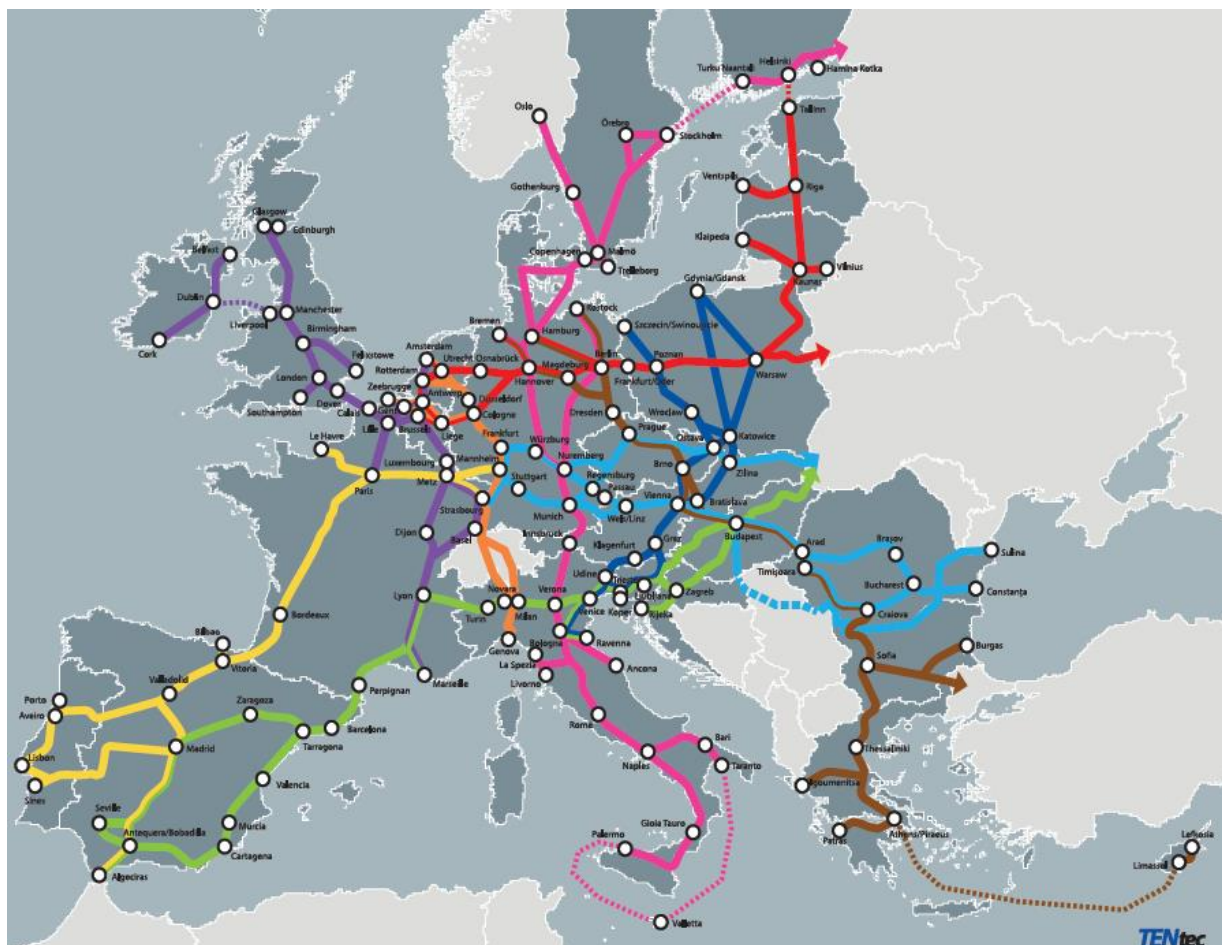 Turku Naantali
Helsinki
Hamina Kotka
Oslo
Örebro
Stockholm
Tallinn
Ventspils
Riga
Gothenburg
Klaipeda
Glasgow
Edinburgh
Belfast
Copenhagen
Malmö
Trelleborg
Vilnius
Kaunas
Gdynia/Gdansk
Dublin
Liverpool
Manchester
Rostock
Bremen
Hamburg
Szczecin/Swinoujscie
Cork
Birmingham
Felixstowe
Amsterdam
Utrecht
Osnabrück
Magdeburg
Berlin
Poznan
Warsaw
London
Rotterdam
Hannover
Frankfurt/Oder
Zeebrugge
Antwerp
Düsseldorf
Southampton
Dover
Calais
Gent
Cologne
Dresden
Wroclaw
Lille
Brussels
Liege
Prague
Katowice
Le Havre
Frankfurt
Würzburg
Ostava
Luxembourg
Mannheim
Nuremberg
Brno
Zilina
Paris
Metz
Stuttgart
Regensburg
Passau
Vienna
Bratislava
Strasbourg
Munich
Wels/Linz
Dijon
Basel
Innsbruck
Budapest
Graz
Klagenfurt
Arad
Brasov
Sulina
Udine
Timișoara
Bucharest
Lyon
Novara
Verona
Trieste
Ljubljana
Zagreb
Constanța
Turin
Milan
Venice
Koper
Rijeka
Craiova
Bordeaux
Bilbao
Genova
Bologna
Ravenna
Vitoria
La Spezia
Ancona
Sofia
Burgas
Livorno
Marseille
Valladolid
Perpignan
Porto
Zaragoza
Aveiro
Rome
Barcelona
Madrid
Tarragona
Bari
Thessaloniki
Lisbon
Naples
Taranto
Valencia
Igoumenitsa
Sines
Seville
Murcia
Antequera/Bobadilla
Gioia Tauro
Palermo
Patras
Athens/Piraeus
Lefkosia
Cartagena
Limassol
Algeciras
Valletta
TENtec